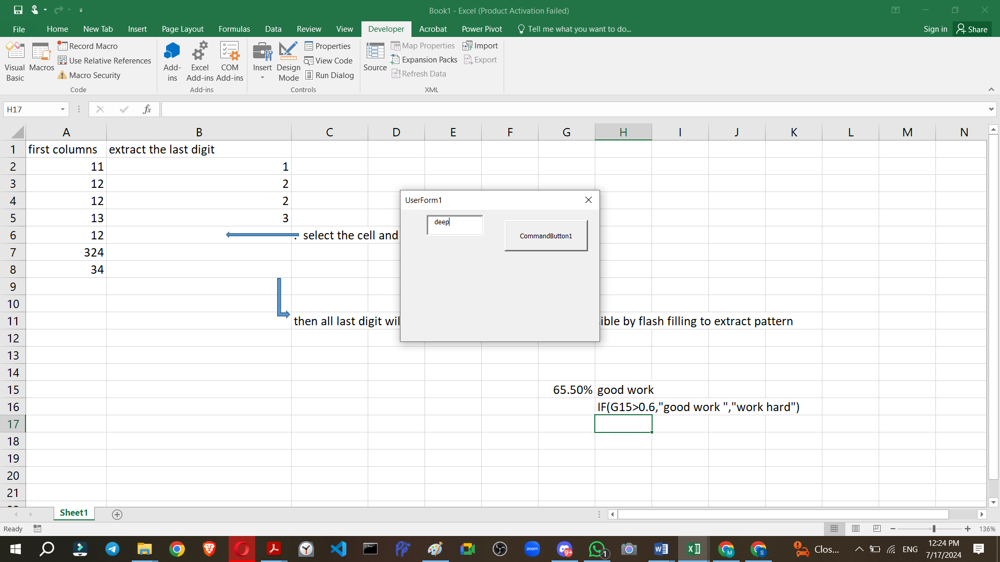 Book1 - Excel (Product Activation Failed)
File Home New Tab Insert Page Layout Formulas Data Review View Developer Acrobat Power Pivot Tell me what you want to do... Sign in Share
Visual Basic
Macros
Record Macro
Use Relative References
Macro Security
Code
Add-ins
Excel Add-ins
COM Add-ins
Add-ins
Insert
Design Mode
Properties
View Code
Run Dialog
Controls
Source
Map Properties
Expansion Packs
Refresh Data
Import
Export
XML
H17
fx
A B C D E F G H I J K L M N
1 first columns extract the last digit
2 11 1
3 12 2
4 12 2
5 13 3
6 12 . select the cell and
7 324
8 34
9
10
11 then all last digit wil ible by flash filling to extract pattern
12
13
14
15 65.50% good work
16 IF(G15>0.6,"good work ","work hard")
17
18
19
20
21
UserForm1
deep
CommandButton1
Sheet1
Ready
136%
zoom
9+
1
M
S
Clos...
ENG
12:24 PM
7/17/2024